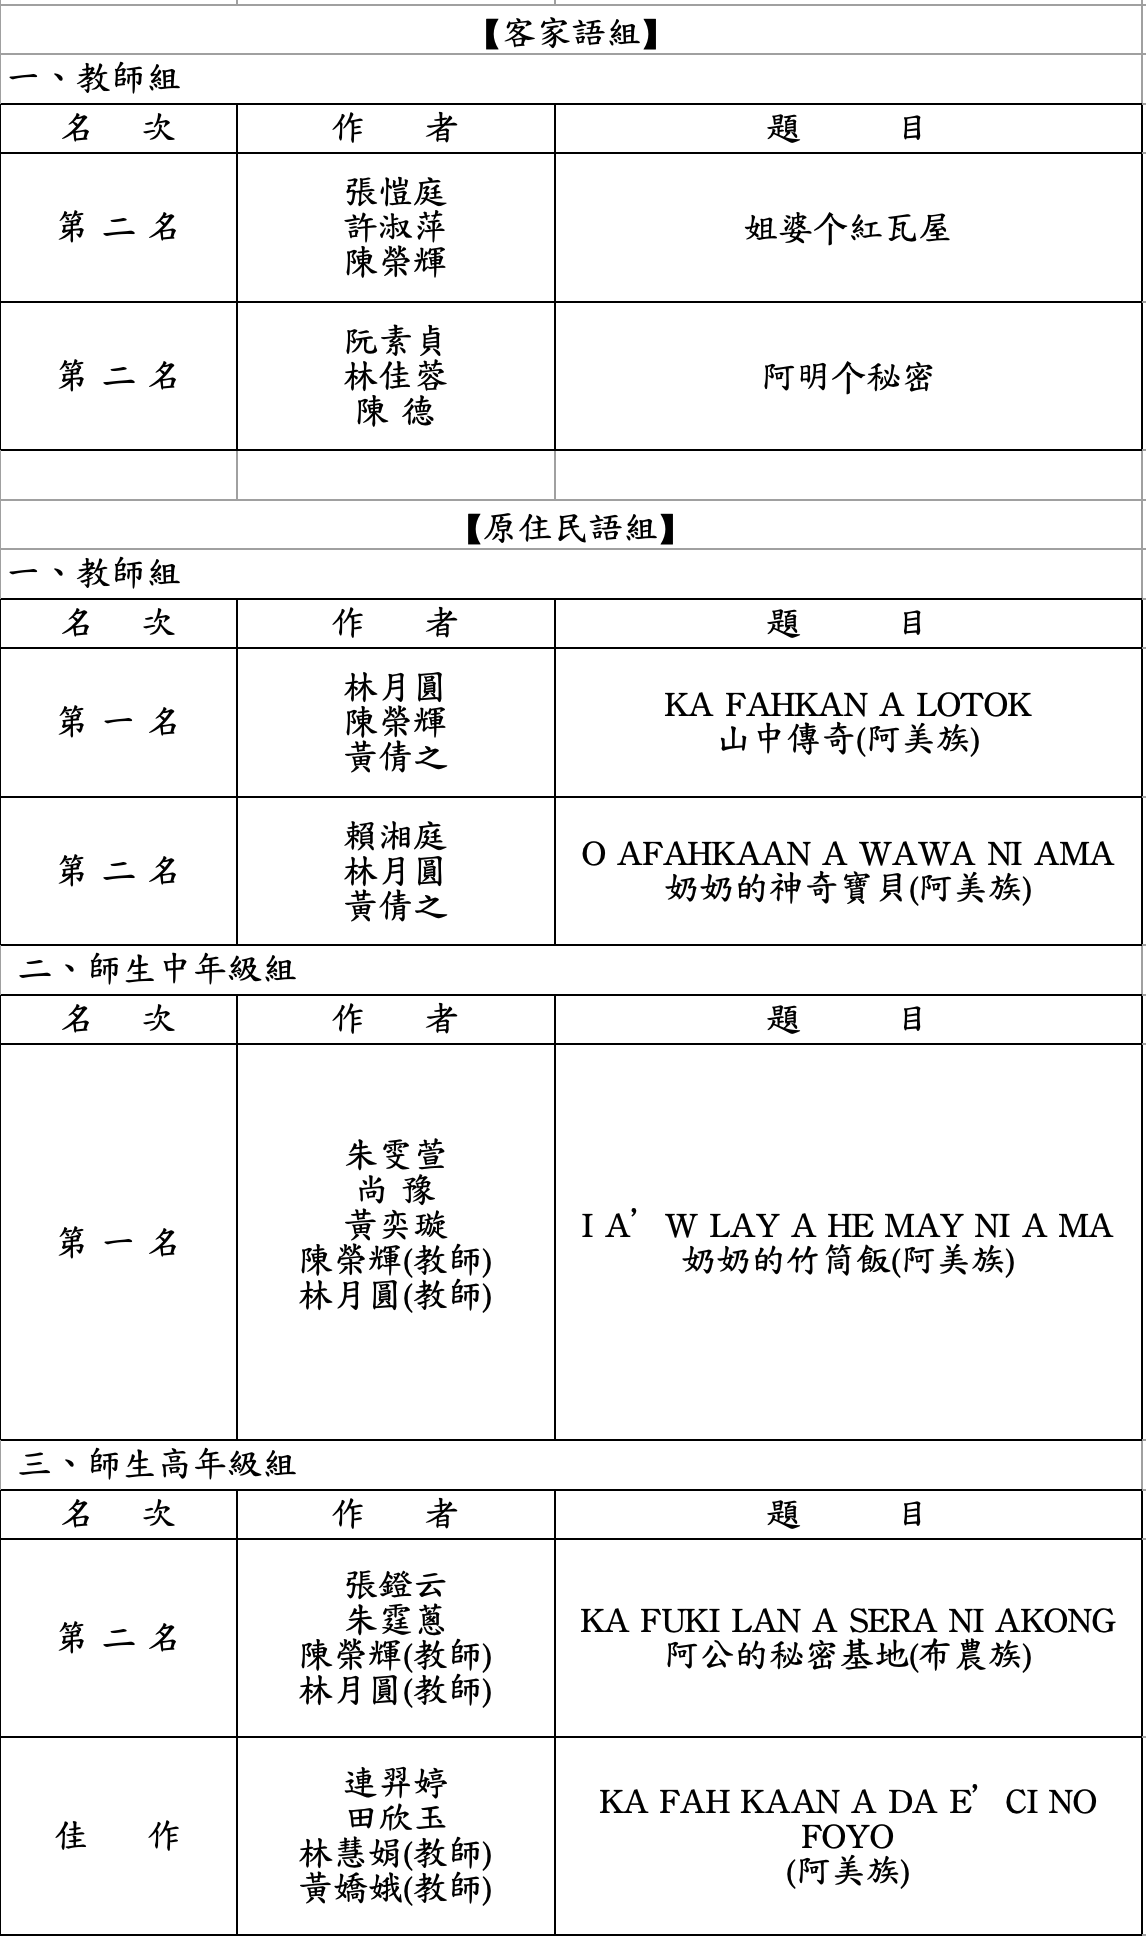 【客家語組】
一、教師組
名 次 作 者 題 目
第 二 名
張愷庭
許淑萍
陳榮輝
姐婆个紅瓦屋
第 二 名
阮素貞
林佳蓉
陳 德
阿明个秘密
【原住民語組】
一、教師組
名 次 作 者 題 目
第 一 名
林月圓
陳榮輝
黃倩之
KA FAHKAN A LOTOK
山中傳奇(阿美族)
第 二 名
賴湘庭
林月圓
黃倩之
O AFAHKAAN A WAWA NI AMA
奶奶的神奇寶貝(阿美族)
二、師生中年級組
名 次 作 者 題 目
第 一 名
朱雯萱
尚 豫
黃奕璇
陳榮輝(教師)
林月圓(教師)
I A’ W LAY A HE MAY NI A MA
奶奶的竹筒飯(阿美族)
三、師生高年級組
名 次 作 者 題 目
第 二 名
張鐙云
朱霆蔥
陳榮輝(教師)
林月圓(教師)
KA FUKI LAN A SERA NI AKONG
阿公的秘密基地(布農族)
佳 作
連羿婷
田欣玉
林慧娟(教師)
黃嬌娥(教師)
KA FAH KAAN A DA E’ CI NO
FOYO
(阿美族)